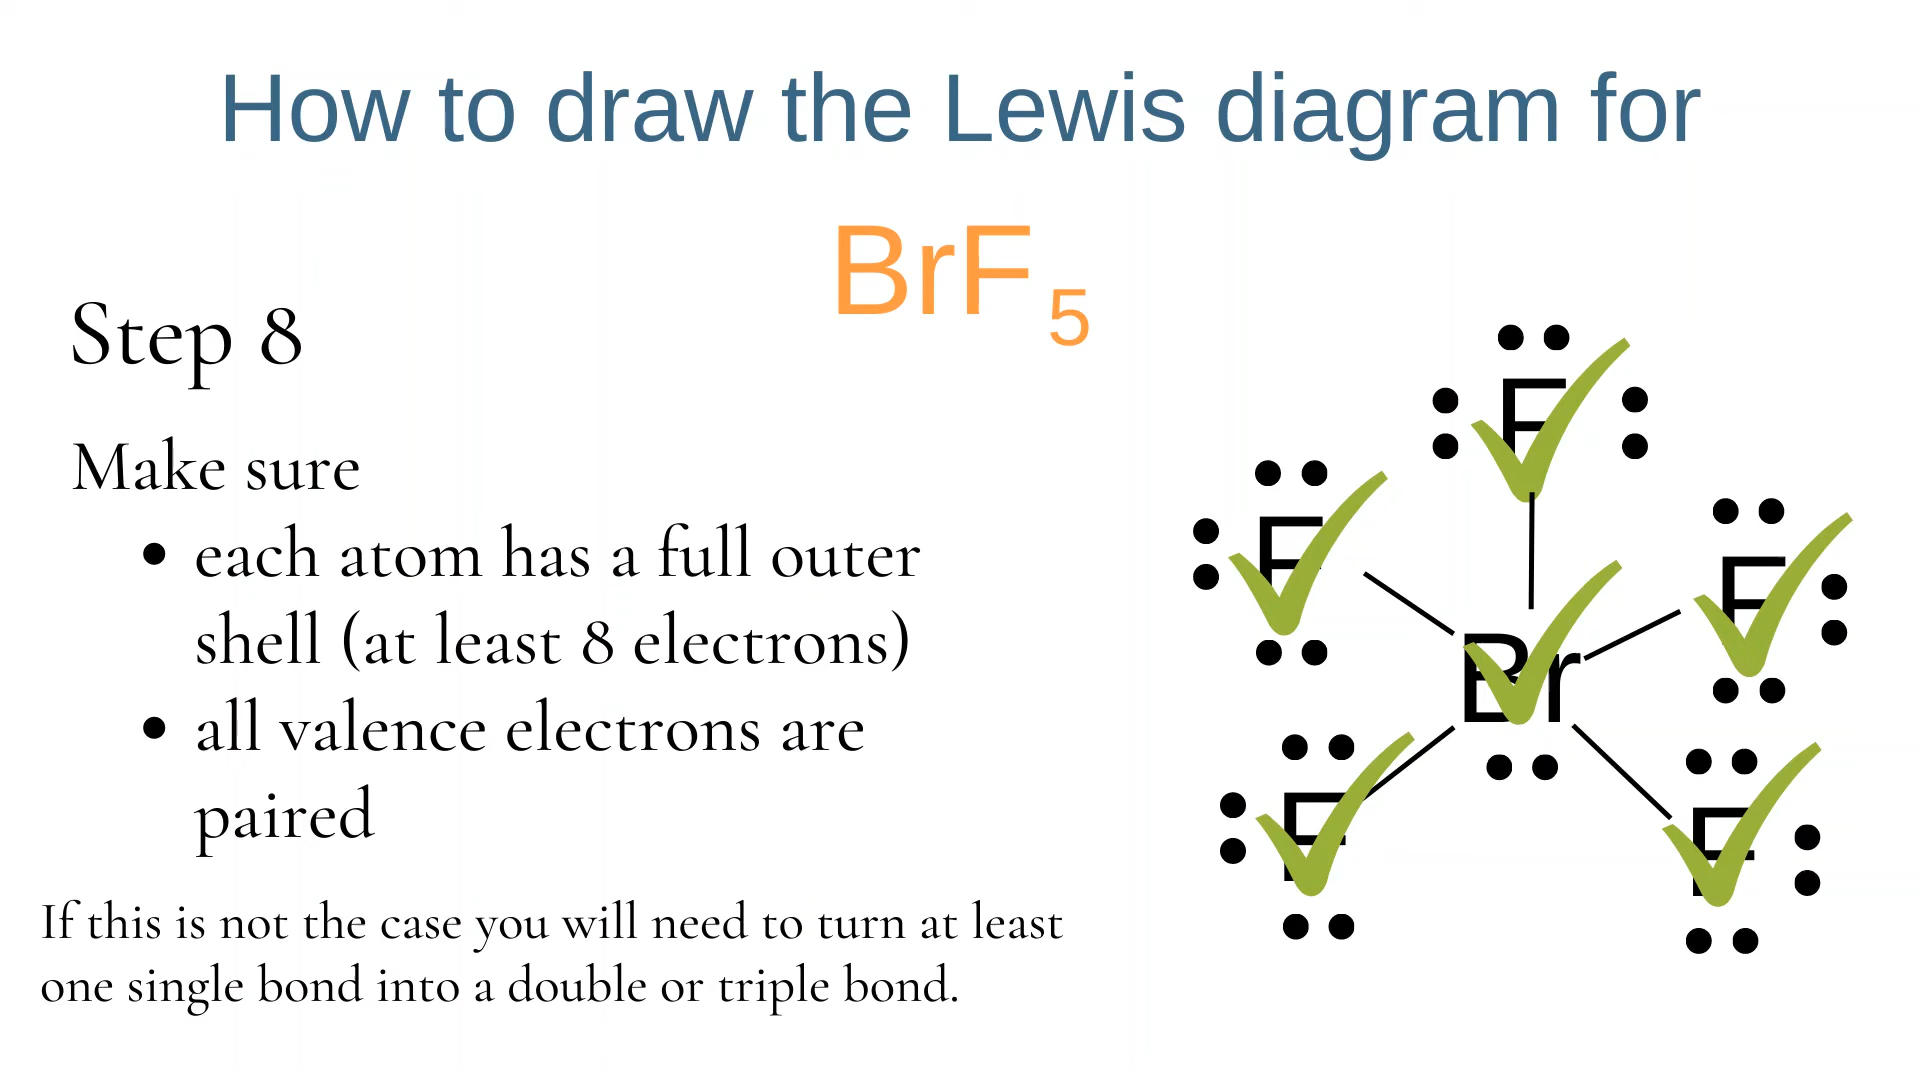 How to draw the Lewis diagram for
BrF5
Step 8
Make sure
• each atom has a full outer
shell (at least 8 electrons)
• all valence electrons are
paired
If this is not the case you will need to turn at least
one single bond into a double or triple bond.
F
F
F
Br
F
F